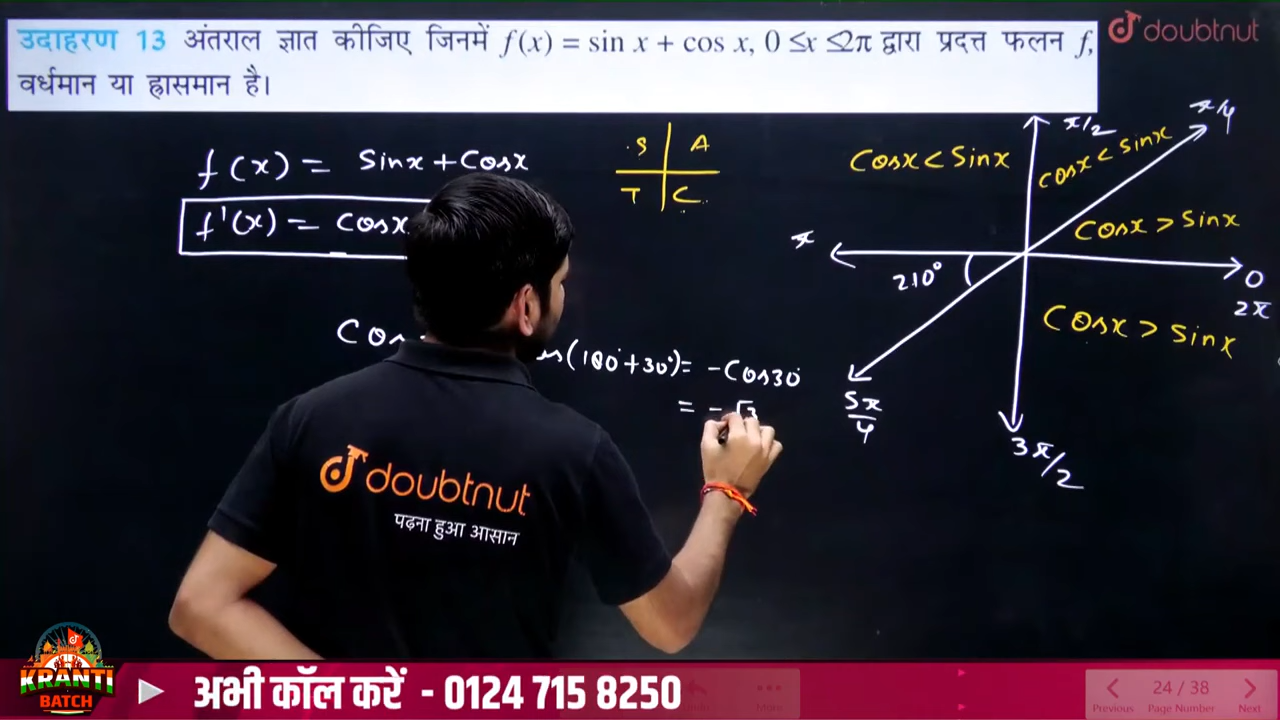 उदाहरण 13 अंतराल ज्ञात कीजिए जिनमें f(x) = sin x + cos x, 0 ≤x ≤2π द्वारा प्रदत्त फलन f,
वर्धमान या ह्रासमान है।
doubtnut
f(x) = Sinx + Cosx
f'(x) = Cosx
S A
T C
π/2
π/4
Cosx < Sinx
Cosx < Sinx
Cosx > Sinx
π
210°
0
2π
Cosx > Sinx
5π/4
3π/2
(180°+30°) = -Cos30°
= -√3
doubtnut
पढ़ना हुआ आसान
KRANTI
BATCH
अभी कॉल करें - 0124 715 8250
More
Previous
24 / 38
Page Number
Next